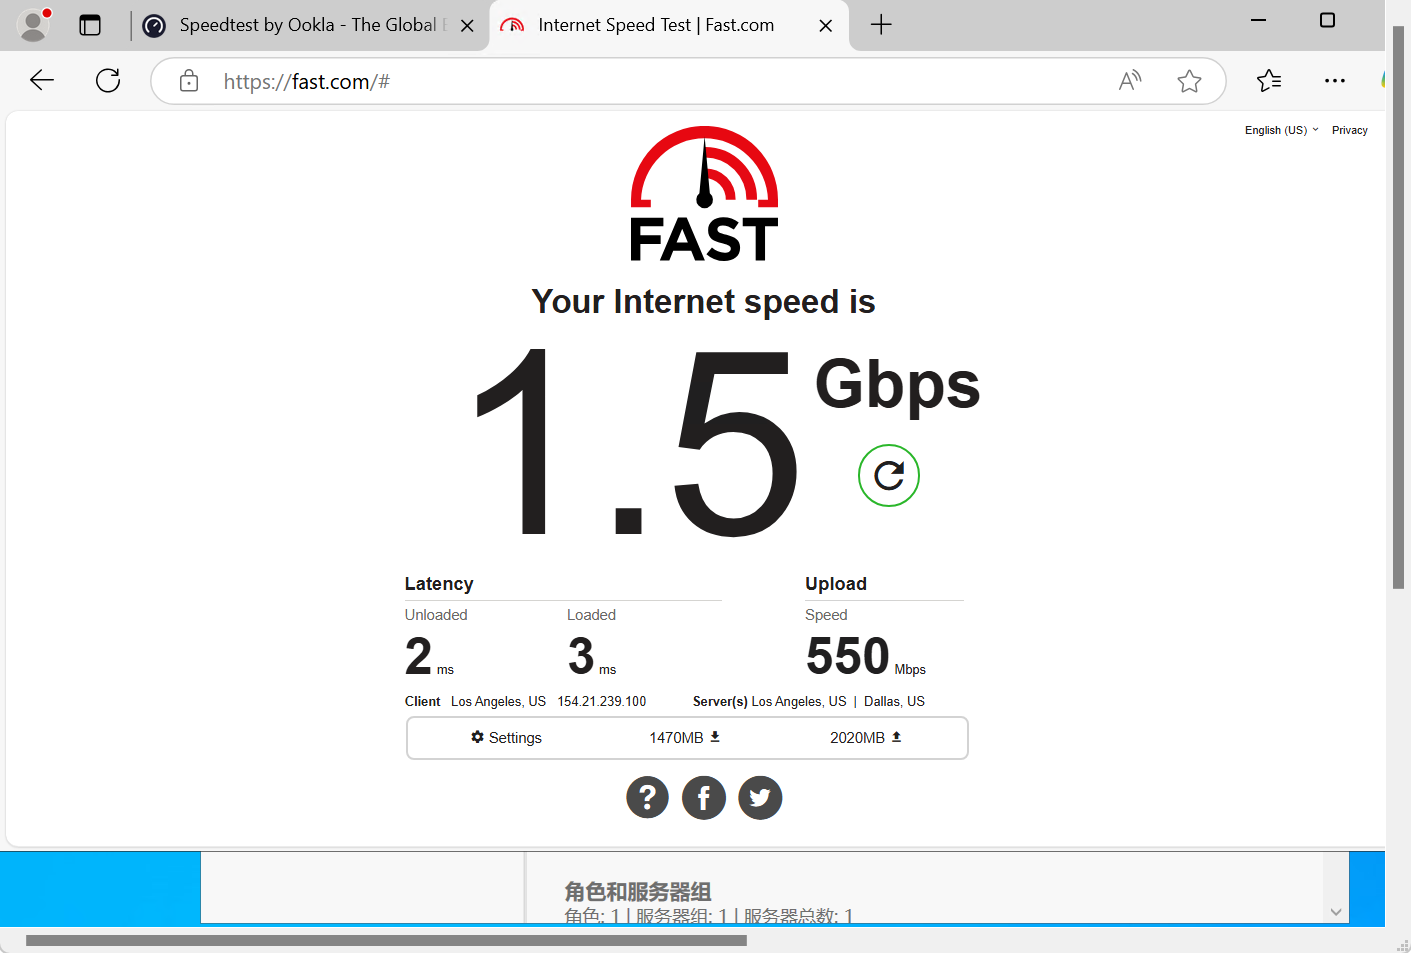 Speedtest by Ookla - The Global
Internet Speed Test | Fast.com
https://fast.com/#
English (US)
Privacy
FAST
Your Internet speed is
1.5 Gbps
Latency
Upload
Unloaded
Loaded
Speed
2 ms
3 ms
550 Mbps
Client Los Angeles, US 154.21.239.100
Server(s) Los Angeles, US | Dallas, US
Settings
1470MB
2020MB
?
角色和服务器组
角色: 1 | 服务器组: 1 | 服务器总数: 1